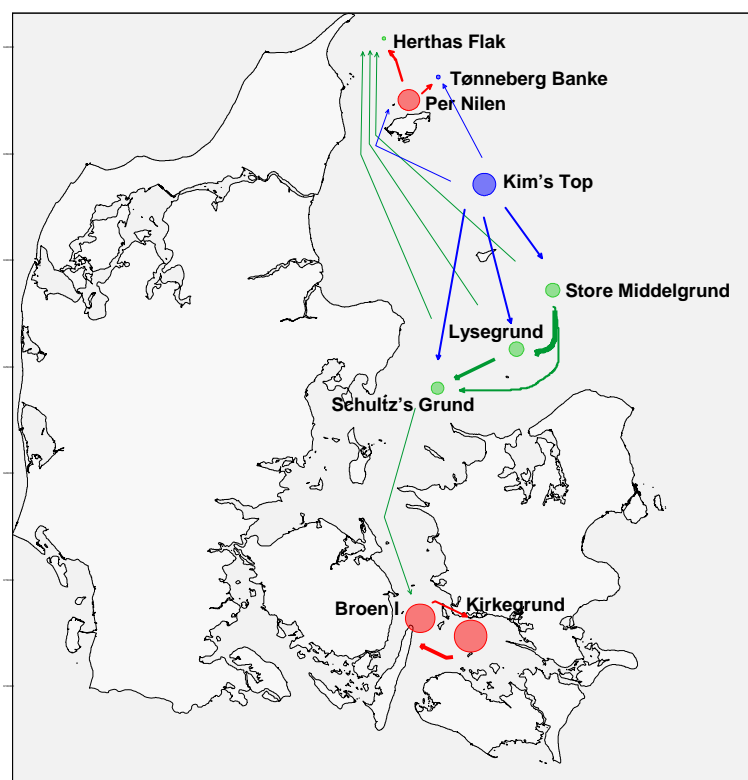 Herthas Flak
Tønneberg Banke
Per Nilen
Kim's Top
Store Middelgrund
Lysegrund
Schultz's Grund
Broen I
Kirkegrund